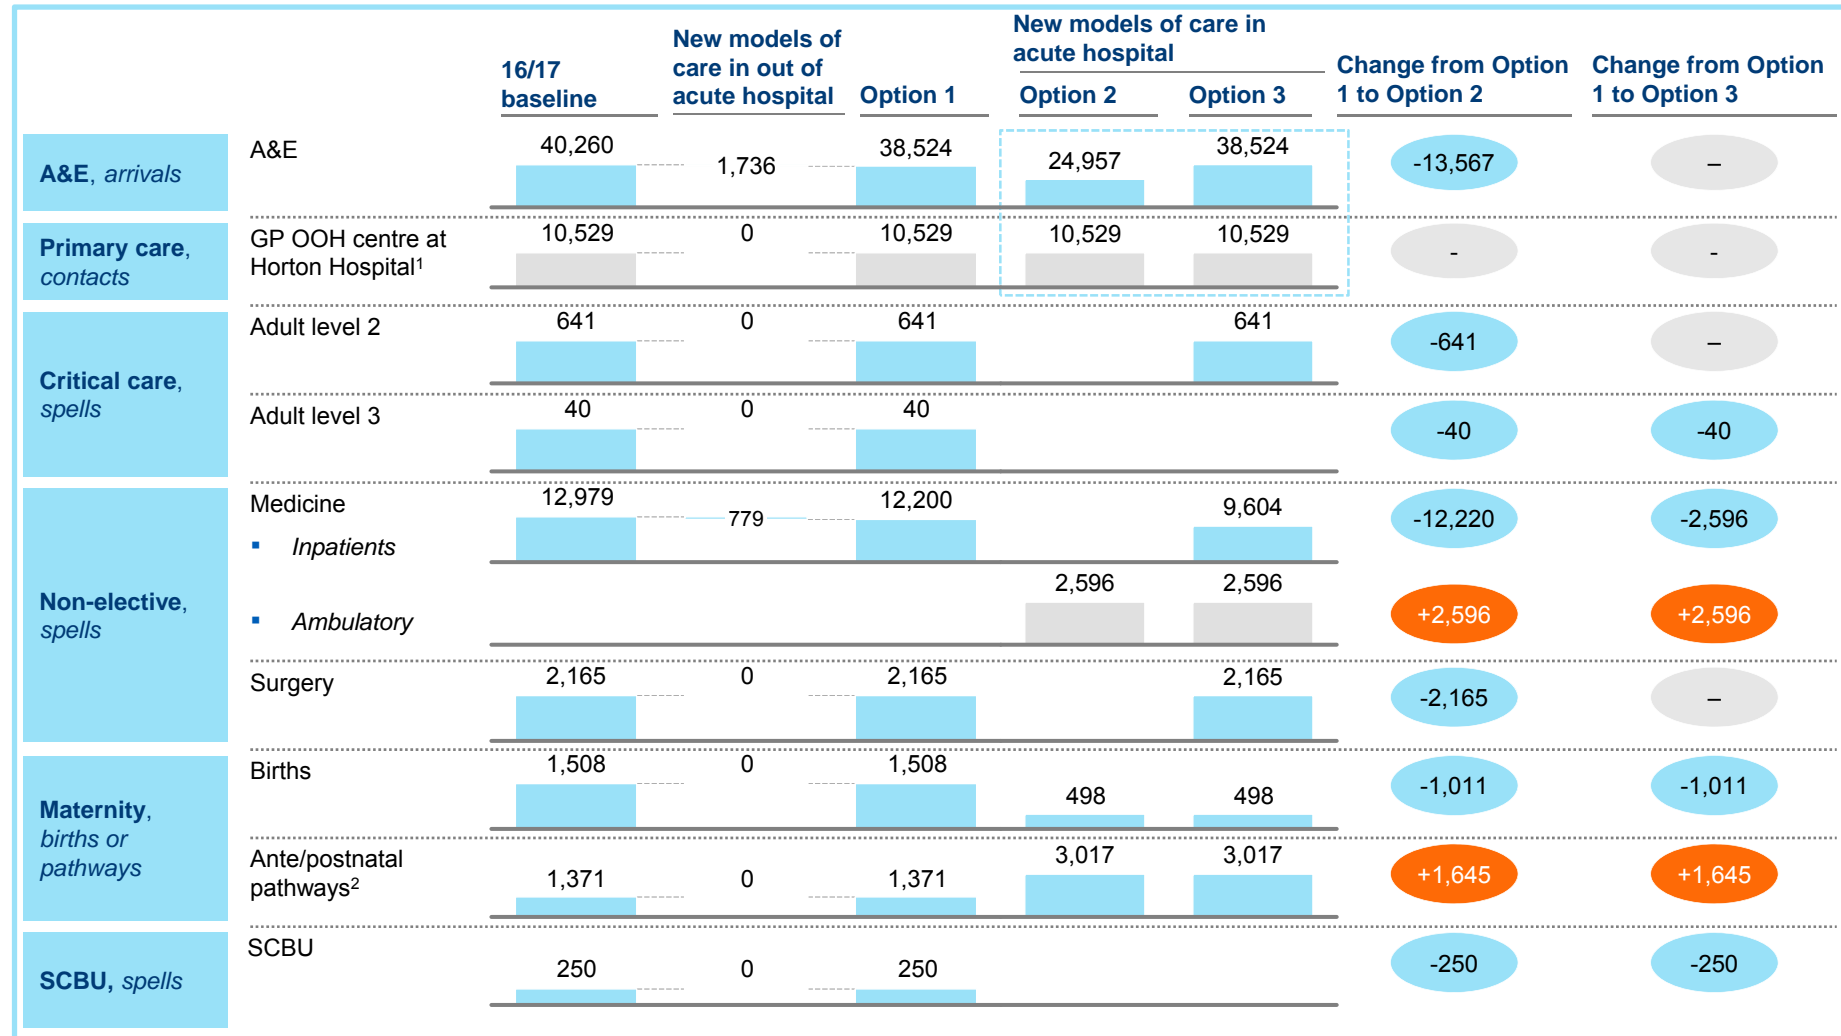 16/17
baseline
New models of
care in out of
acute hospital
Option 1
New models of care in
acute hospital
Option 2
Option 3
Change from Option
1 to Option 2
Change from Option
1 to Option 3
A&E, arrivals
A&E
40,260
1,736
38,524
24,957
38,524
-13,567
–
Primary care,
contacts
GP OOH centre at
Horton Hospital¹
10,529
0
10,529
10,529
10,529
-
-
Critical care,
spells
Adult level 2
641
0
641
641
-641
–
Adult level 3
40
0
40
-40
-40
Non-elective,
spells
Medicine
▪ Inpatients
12,979
779
12,200
9,604
-12,220
-2,596
▪ Ambulatory
2,596
2,596
+2,596
+2,596
Surgery
2,165
0
2,165
2,165
-2,165
–
Maternity,
births or
pathways
Births
1,508
0
1,508
498
498
-1,011
-1,011
Ante/postnatal
pathways²
1,371
0
1,371
3,017
3,017
+1,645
+1,645
SCBU, spells
SCBU
250
0
250
-250
-250